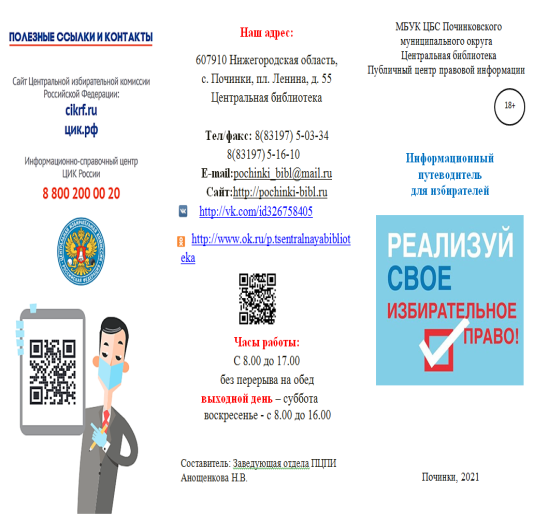 ПОЛЕЗНЫЕ ССЫЛКИ И КОНТАКТЫ
Сайт Центральной избирательной комиссии
Российской Федерации:
cikrf.ru
цик.рф
Информационно-справочный центр
ЦИК России
8 800 200 00 20
Наш адрес:
607910 Нижегородская область,
с. Починки, пл. Ленина, д. 55
Центральная библиотека
Тел/факс: 8(83197) 5-03-34
8(83197) 5-16-10
E-mail:pochinki_bibl@mail.ru
Сайт:http://pochinki-bibl.ru
http://vk.com/id326758405
http://www.ok.ru/p.tsentralnayabibliot
eka
Часы работы:
С 8.00 до 17.00
без перерыва на обед
выходной день – суббота
воскресенье - с 8.00 до 16.00
Составитель: Заведующая отдела ПЦПИ
Анощенкова Н.В.
МБУК ЦБС Починковского
муниципального округа
Центральная библиотека
Публичный центр правовой информации
18+
Информационный
путеводитель
для избирателей
РЕАЛИЗУЙ
СВОЕ
ИЗБИРАТЕЛЬНОЕ
ПРАВО!
Починки, 2021